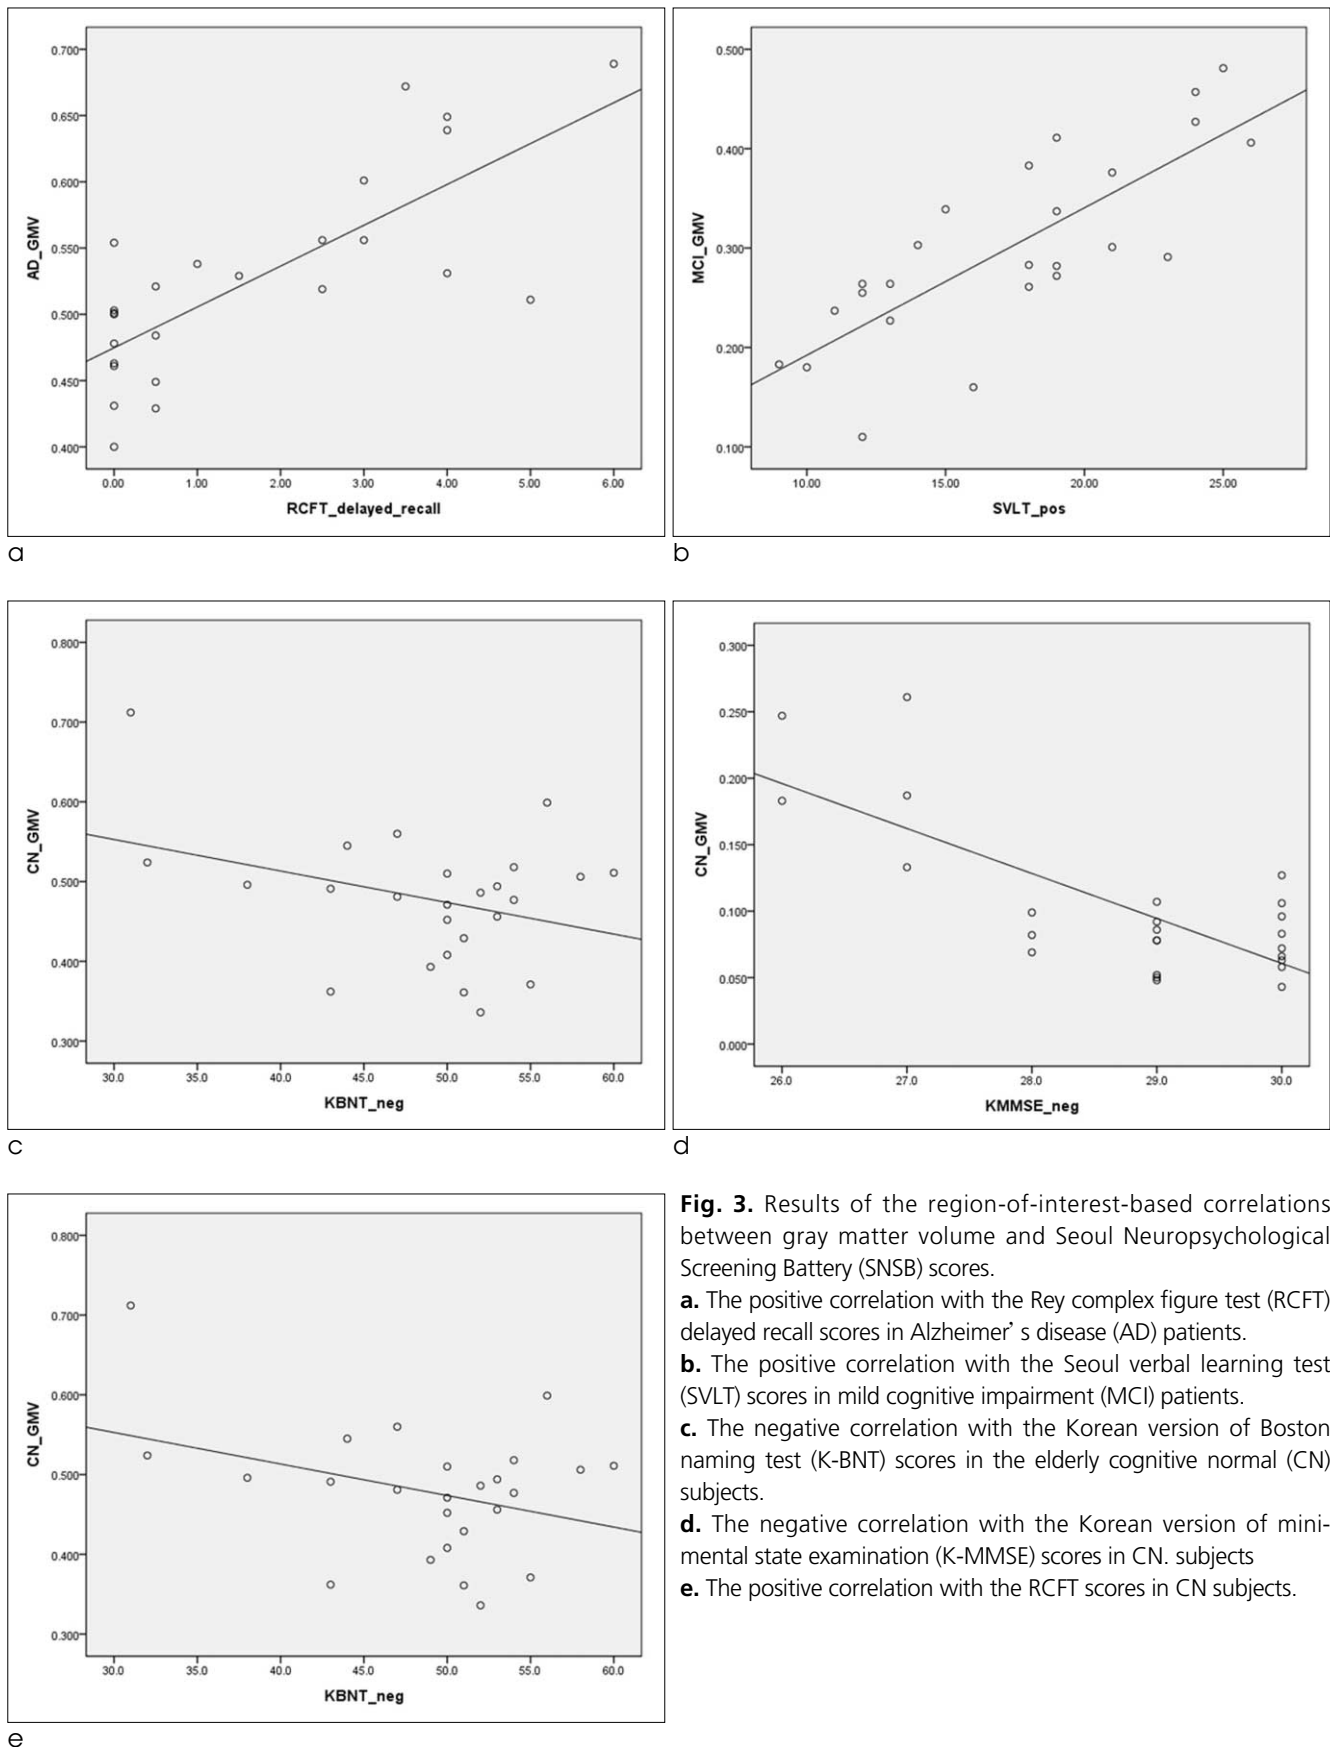 0.700
0.650
0.600
0.550
0.500
0.450
0.400
AD_GMV
0.00 1.00 2.00 3.00 4.00 5.00 6.00
RCFT_delayed_recall
a
0.500
0.400
0.300
0.200
0.100
MCI_GMV
10.00 15.00 20.00 25.00
SVLT_pos
b
0.800
0.700
0.600
0.500
0.400
0.300
CN_GMV
30.0 35.0 40.0 45.0 50.0 55.0 60.0
KBNT_neg
c
0.300
0.250
0.200
0.150
0.100
0.050
0.000
CN_GMV
26.0 27.0 28.0 29.0 30.0
KMMSE_neg
d
0.800
0.700
0.600
0.500
0.400
0.300
CN_GMV
30.0 35.0 40.0 45.0 50.0 55.0 60.0
KBNT_neg
e
Fig. 3. Results of the region-of-interest-based correlations
between gray matter volume and Seoul Neuropsychological
Screening Battery (SNSB) scores.
a. The positive correlation with the Rey complex figure test (RCFT)
delayed recall scores in Alzheimer’ s disease (AD) patients.
b. The positive correlation with the Seoul verbal learning test
(SVLT) scores in mild cognitive impairment (MCI) patients.
c. The negative correlation with the Korean version of Boston
naming test (K-BNT) scores in the elderly cognitive normal (CN)
subjects.
d. The negative correlation with the Korean version of mini-
mental state examination (K-MMSE) scores in CN. subjects
e. The positive correlation with the RCFT scores in CN subjects.